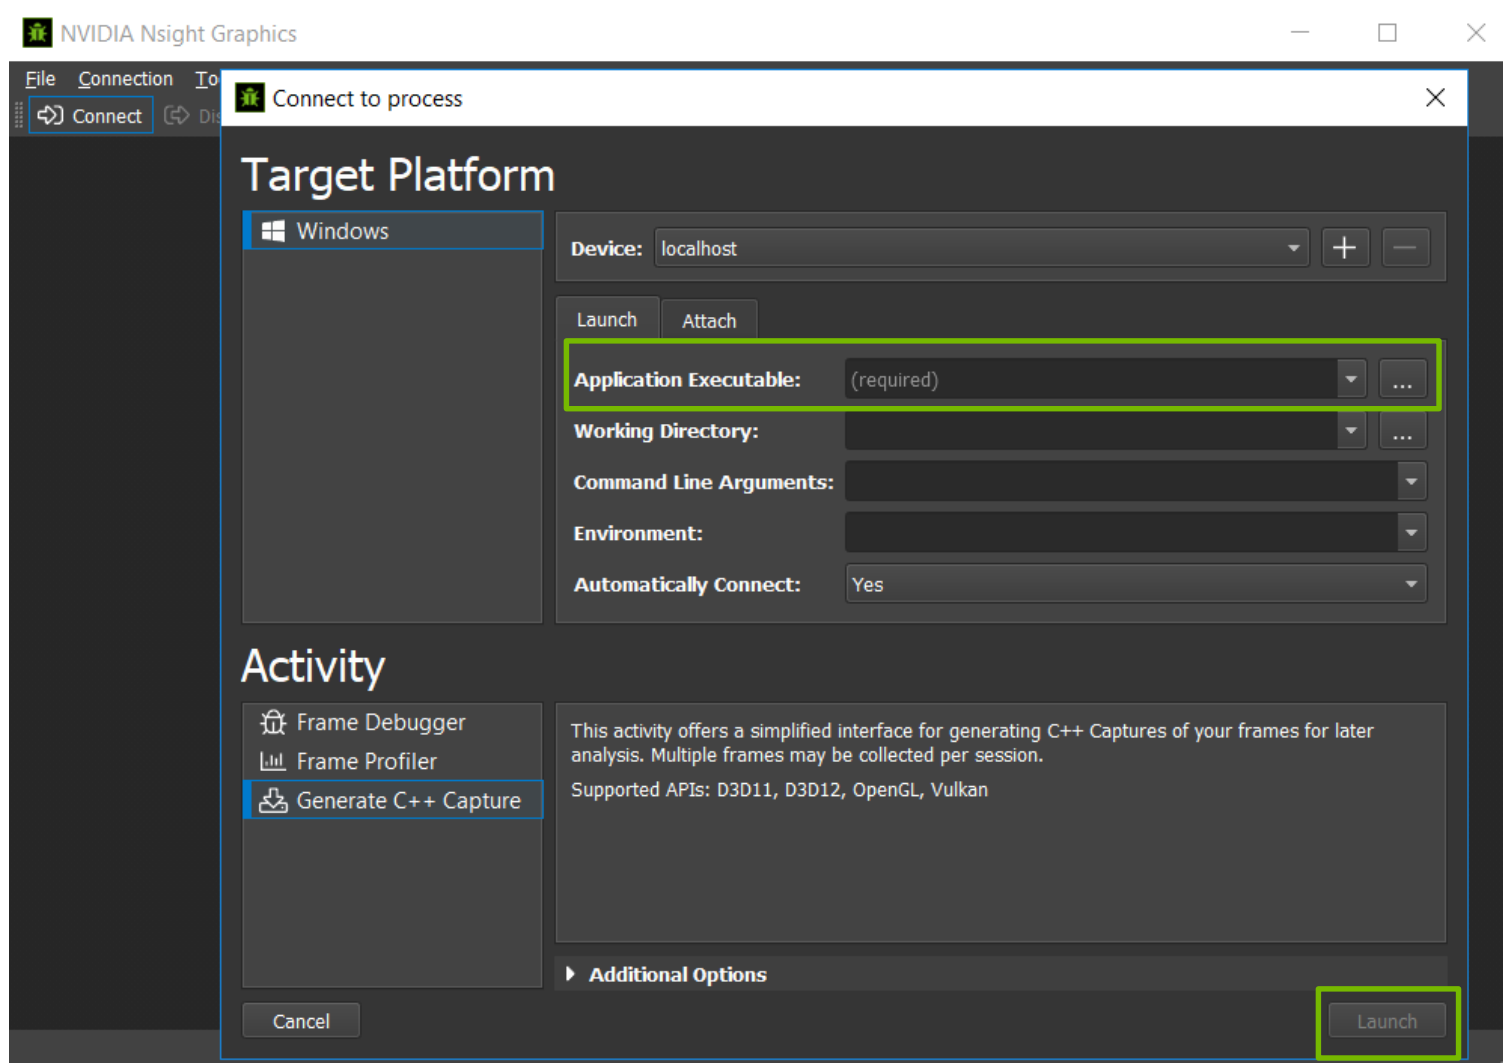 NVIDIA Nsight Graphics
File Connection To
Connect Dis
Connect to process
Target Platform
Windows
Device: localhost
Launch Attach
Application Executable: (required) ...
Working Directory: ...
Command Line Arguments:
Environment:
Automatically Connect: Yes
Activity
Frame Debugger
Frame Profiler
Generate C++ Capture
This activity offers a simplified interface for generating C++ Captures of your frames for later
analysis. Multiple frames may be collected per session.
Supported APIs: D3D11, D3D12, OpenGL, Vulkan
Additional Options
Cancel Launch